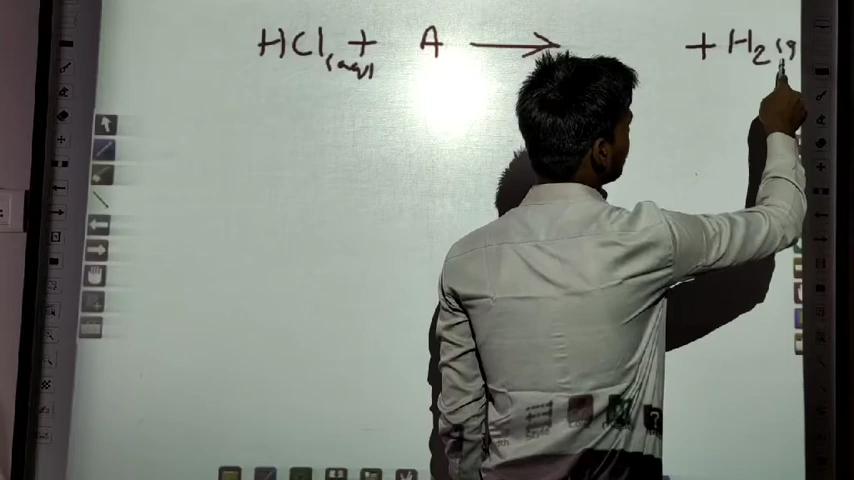 HCl(aq) + A → + H2(g